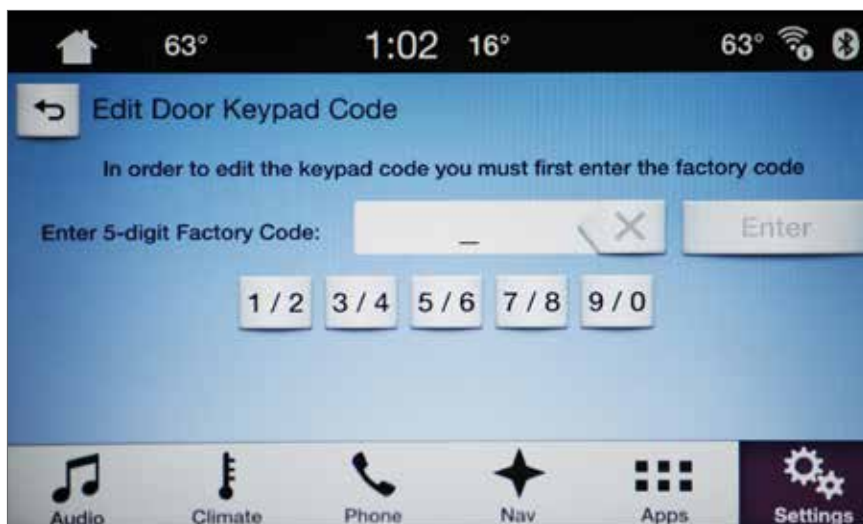 63° 1:02 16° 63°
Edit Door Keypad Code
In order to edit the keypad code you must first enter the factory code
Enter 5-digit Factory Code: _ Enter
1 / 2 3 / 4 5 / 6 7 / 8 9 / 0
Audio Climate Phone Nav Apps Settings